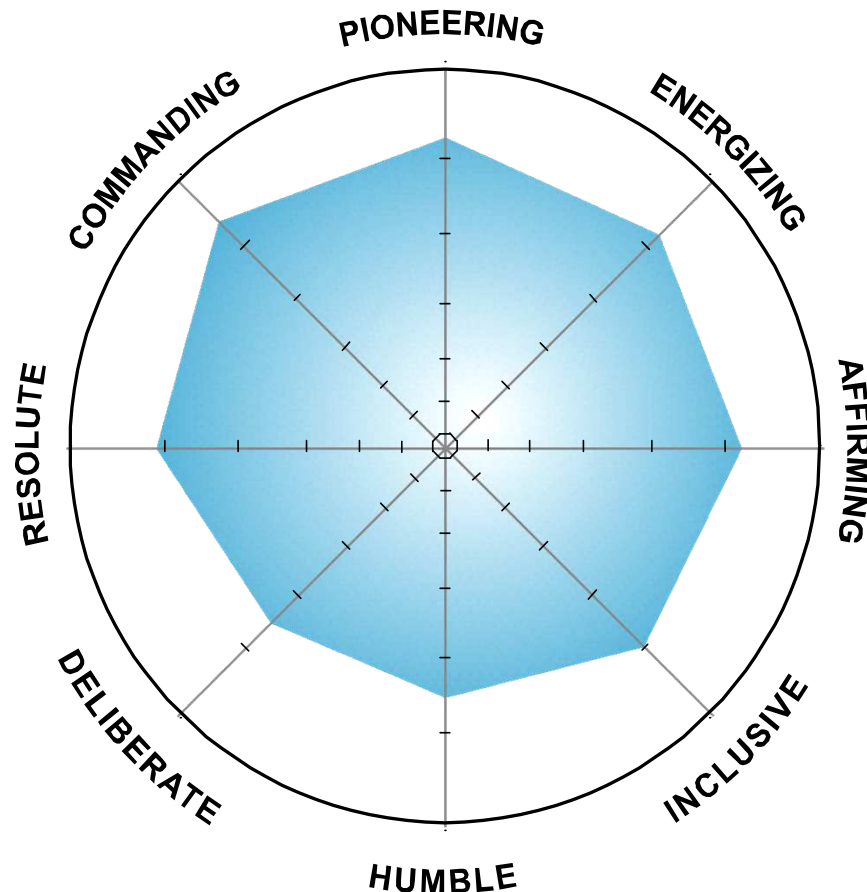 PIONEERING
ENERGIZING
AFFIRMING
INCLUSIVE
HUMBLE
DELIBERATE
RESOLUTE
COMMANDING